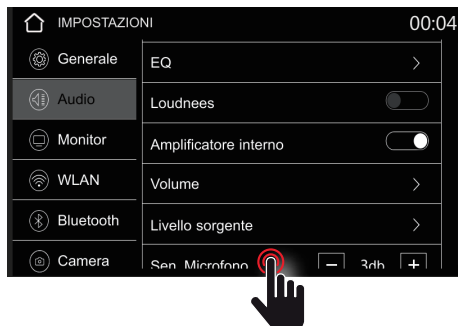 IMPOSTAZIONI 00:04
Generale
Audio
Monitor
WLAN
Bluetooth
Camera
EQ
Loudnees
Amplificatore interno
Volume
Livello sorgente
Sen. Microfono 3db